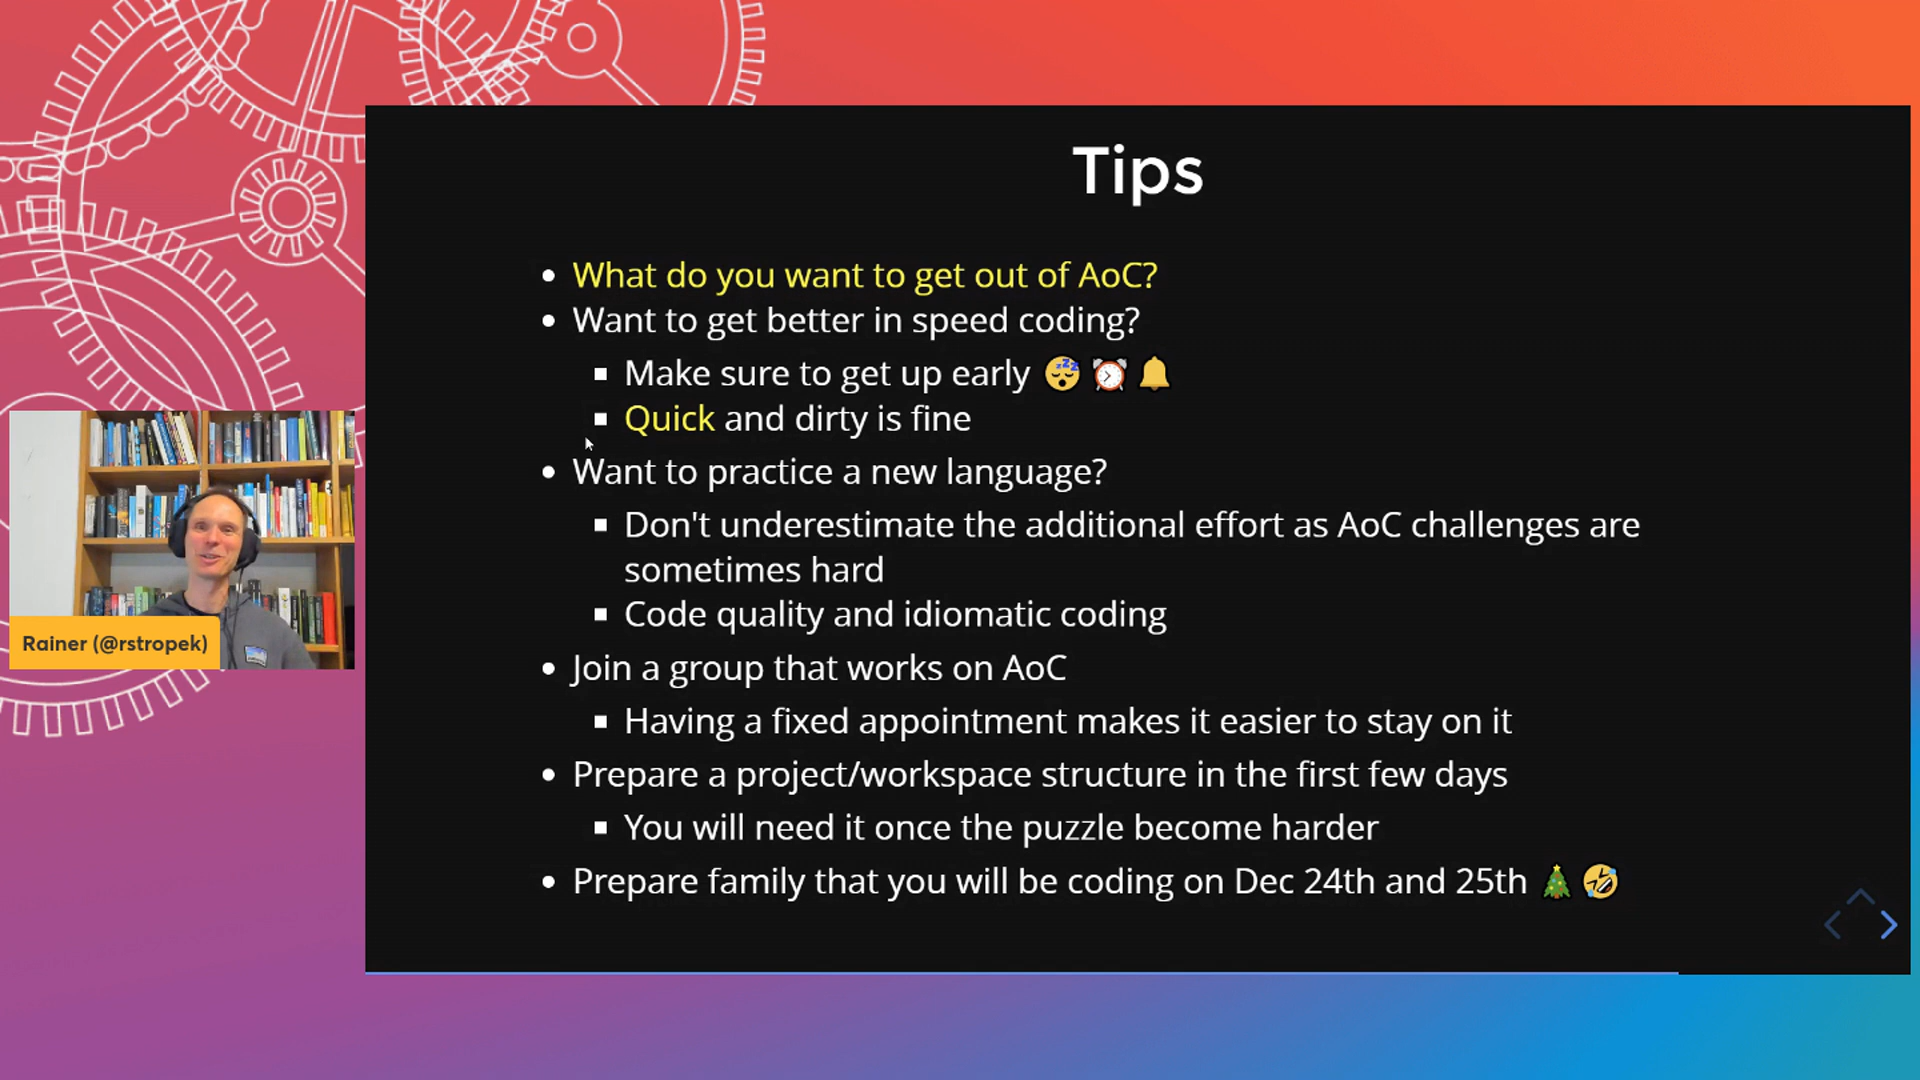 Tips
What do you want to get out of AoC?
Want to get better in speed coding?
Make sure to get up early 😴 ⏰ 🔔
Quick and dirty is fine
Want to practice a new language?
Don't underestimate the additional effort as AoC challenges are
sometimes hard
Code quality and idiomatic coding
Join a group that works on AoC
Having a fixed appointment makes it easier to stay on it
Prepare a project/workspace structure in the first few days
You will need it once the puzzle become harder
Prepare family that you will be coding on Dec 24th and 25th 🎄 🤣
Rainer (@rstropek)